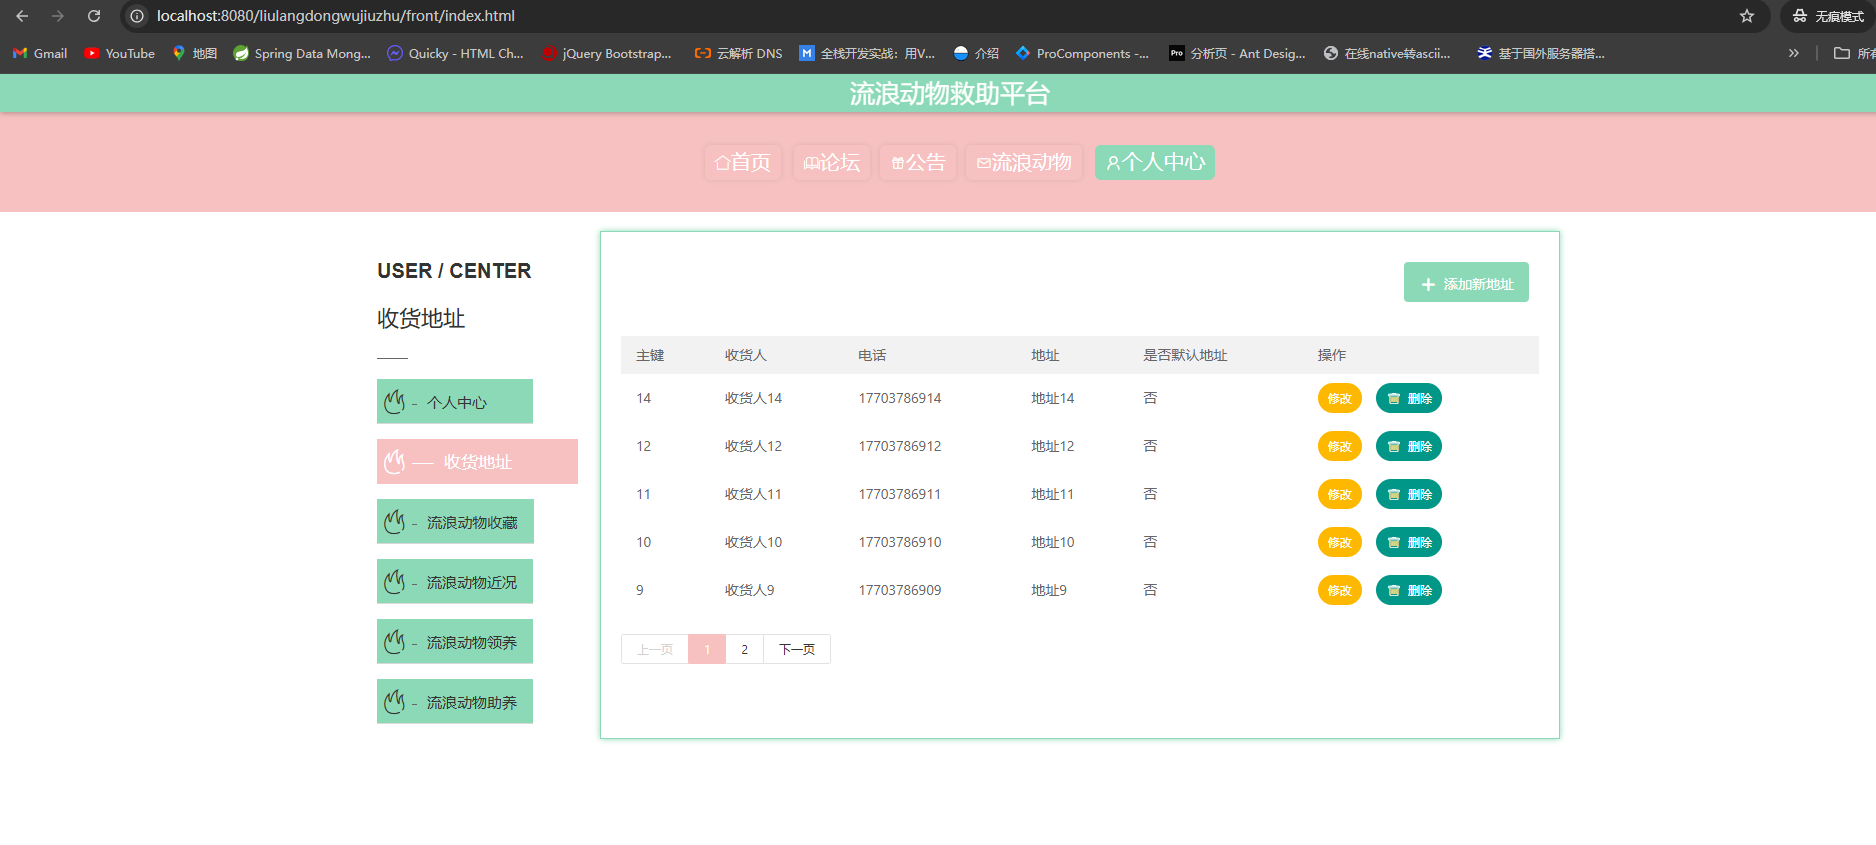 localhost:8080/liulangdongwujiuzhu/front/index.html
无痕模式
Gmail YouTube 地图 Spring Data Mong... Quicky - HTML Ch... jQuery Bootstrap... 云解析 DNS 全栈开发实战：用V... 介绍 ProComponents -... Pro 分析页 - Ant Desig... 在线native转ascii... 基于国外服务器搭... » 所有
流浪动物救助平台
首页 论坛 公告 流浪动物 个人中心
USER / CENTER
收货地址
- 个人中心
收货地址
- 流浪动物收藏
- 流浪动物近况
- 流浪动物领养
- 流浪动物助养
+ 添加新地址
主键 收货人 电话 地址 是否默认地址 操作
14 收货人14 17703786914 地址14 否 修改 删除
12 收货人12 17703786912 地址12 否 修改 删除
11 收货人11 17703786911 地址11 否 修改 删除
10 收货人10 17703786910 地址10 否 修改 删除
9 收货人9 17703786909 地址9 否 修改 删除
上一页 1 2 下一页